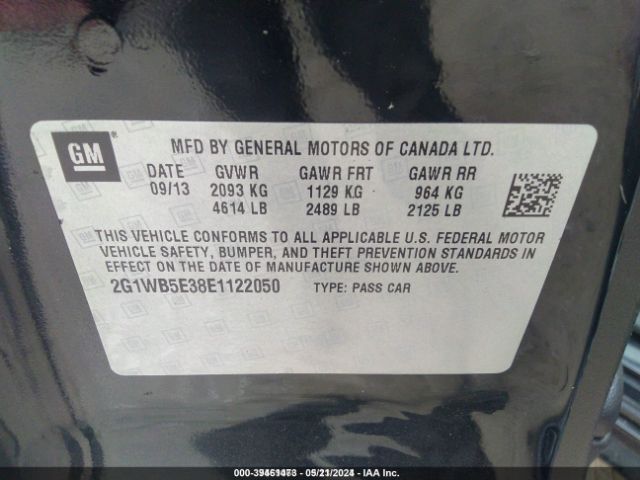 GM
MFD BY GENERAL MOTORS OF CANADA LTD.
DATE GVWR GAWR FRT GAWR RR
09/13 2093 KG 1129 KG 964 KG
4614 LB 2489 LB 2125 LB
THIS VEHICLE CONFORMS TO ALL APPLICABLE U.S. FEDERAL MOTOR
VEHICLE SAFETY, BUMPER, AND THEFT PREVENTION STANDARDS IN
EFFECT ON THE DATE OF MANUFACTURE SHOWN ABOVE.
2G1WB5E38E1122050 TYPE: PASS CAR
IAA Inc.